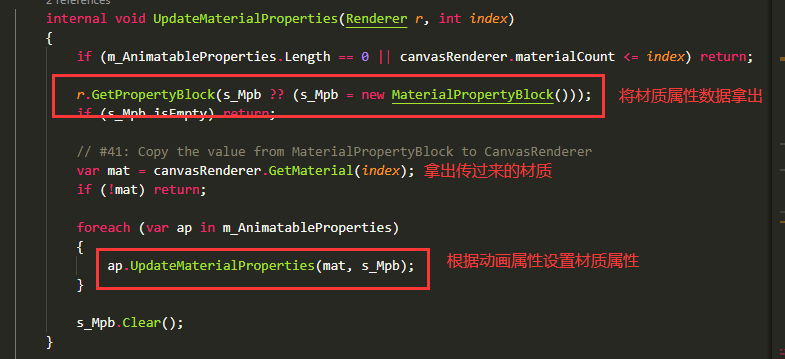 2 references
internal void UpdateMaterialProperties(Renderer r, int index)
{
if (m_AnimatableProperties.Length == 0 || canvasRenderer.materialCount <= index) return;
r.GetPropertyBlock(s_Mpb ?? (s_Mpb = new MaterialPropertyBlock())); 将材质属性数据拿出
if (s_Mpb.isEmpty) return;
// #41: Copy the value from MaterialPropertyBlock to CanvasRenderer
var mat = canvasRenderer.GetMaterial(index); 拿出传过来的材质
if (!mat) return;
foreach (var ap in m_AnimatableProperties)
{
ap.UpdateMaterialProperties(mat, s_Mpb); 根据动画属性设置材质属性
}
s_Mpb.Clear();
}